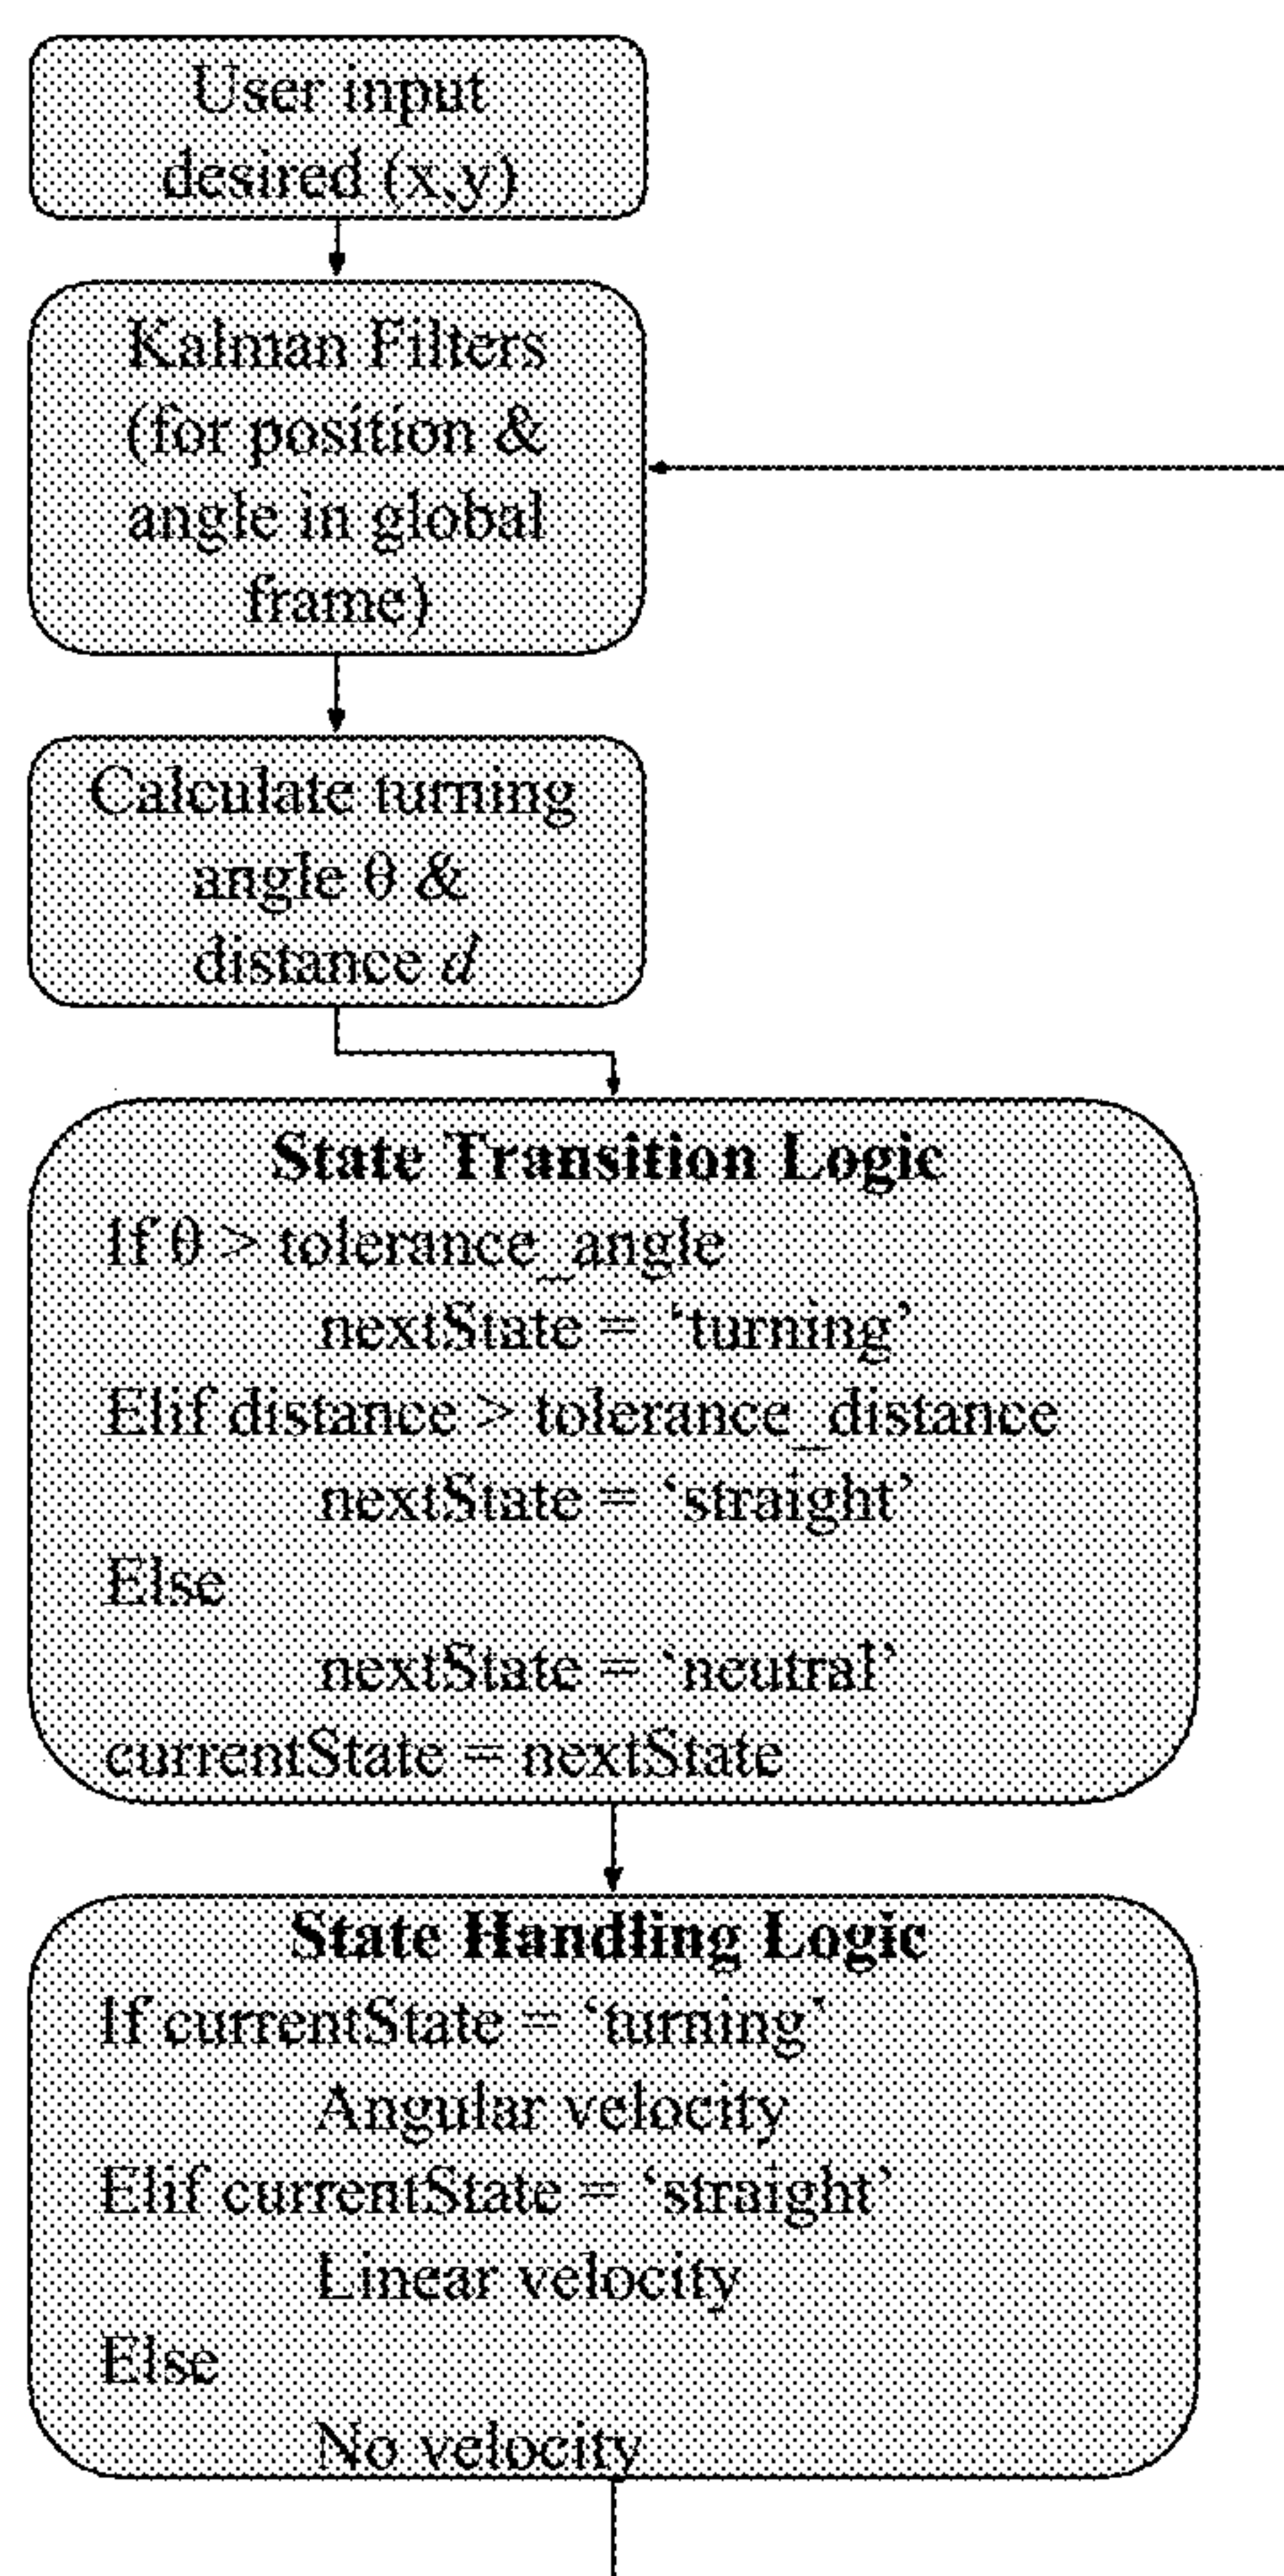 User input
desired (x,y)
Kalman Filters
(for position &
angle in global
frame)
Calculate turning
angle θ &
distance d
State Transition Logic
If θ > tolerance_angle
nextState = ‘turning’
Elif distance > tolerance_distance
nextState = ‘straight’
Else
nextState = ‘neutral’
currentState = nextState
State Handling Logic
If currentState = ‘turning’
Angular velocity
Elif currentState = ‘straight’
Linear velocity
Else
No velocity